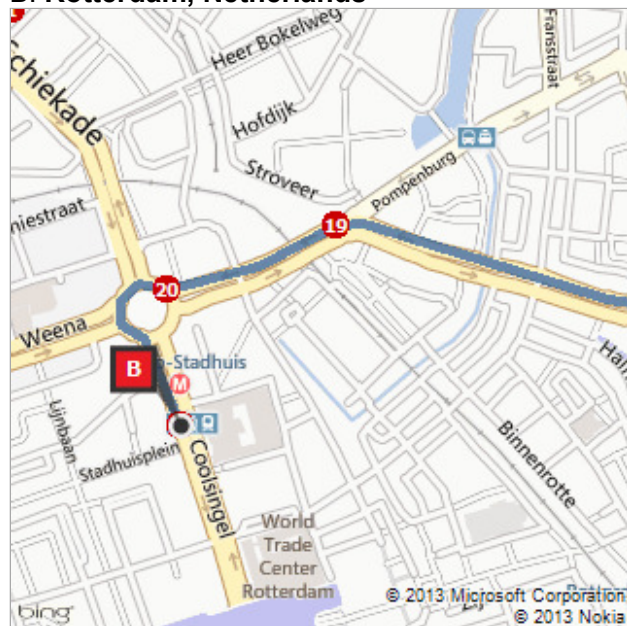 B: Rotterdam, Netherlands
Heer Bokelweg
Fransstraat
Schiekade
Hofdijk
Stroveer
Pompenburg
niestraat
19
20
Weena
B
n-Stadhuis
M
Lijnbaan
Stadhuisplein
Coolsingel
Binnenrotte
World
Trade
Center
Rotterdam
bing
© 2013 Microsoft Corporation
© 2013 Nokia